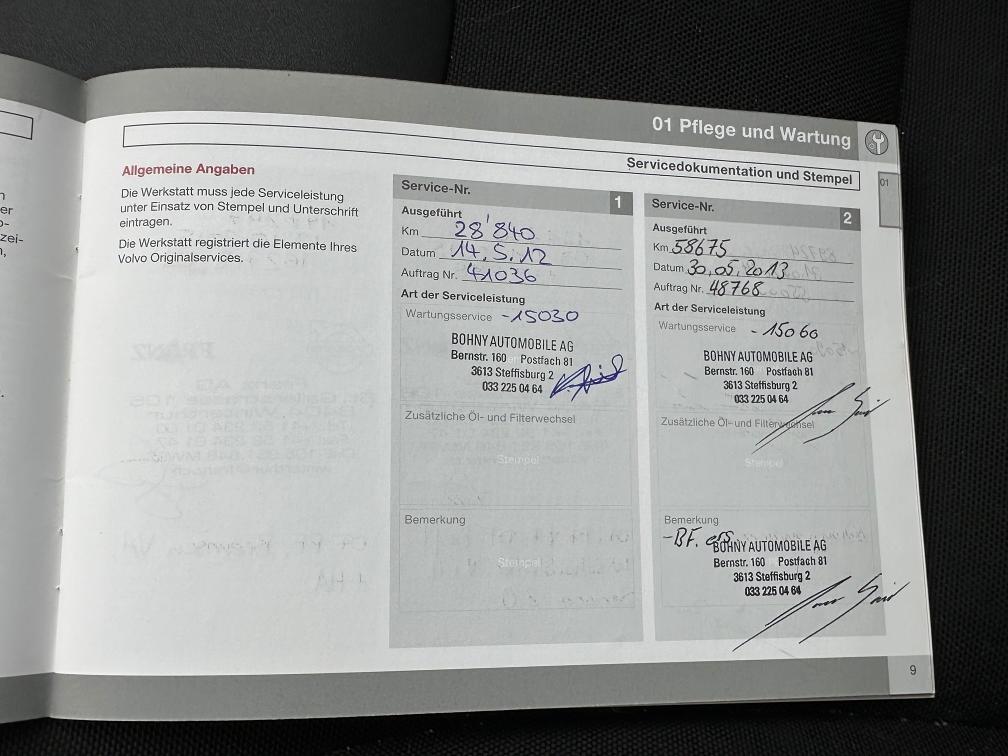 01 Pflege und Wartung
Servicedokumentation und Stempel
01
n
er
zei-
Allgemeine Angaben
Die Werkstatt muss jede Serviceleistung
unter Einsatz von Stempel und Unterschrift
eintragen.
Die Werkstatt registriert die Elemente Ihres
Volvo Originalservices.
Service-Nr. 1
Ausgeführt
Km 28'840
Datum 14.5.12
Auftrag Nr. 41036
Art der Serviceleistung
Wartungsservice -15030
BOHNY AUTOMOBILE AG
Bernstr. 160 Postfach 81
3613 Steffisburg 2
033 225 04 64
Zusätzliche Öl- und Filterwechsel
Stempel
Bemerkung
Stempel
Service-Nr. 2
Ausgeführt
Km 58675
Datum 30.05.2013
Auftrag Nr. 48768
Art der Serviceleistung
Wartungsservice -15060
BOHNY AUTOMOBILE AG
Bernstr. 160 Postfach 81
3613 Steffisburg 2
033 225 04 64
Zusätzliche Öl- und Filterwechsel
Stempel
Bemerkung
-BF. ers
BOHNY AUTOMOBILE AG
Bernstr. 160 Postfach 81
3613 Steffisburg 2
033 225 04 64
9